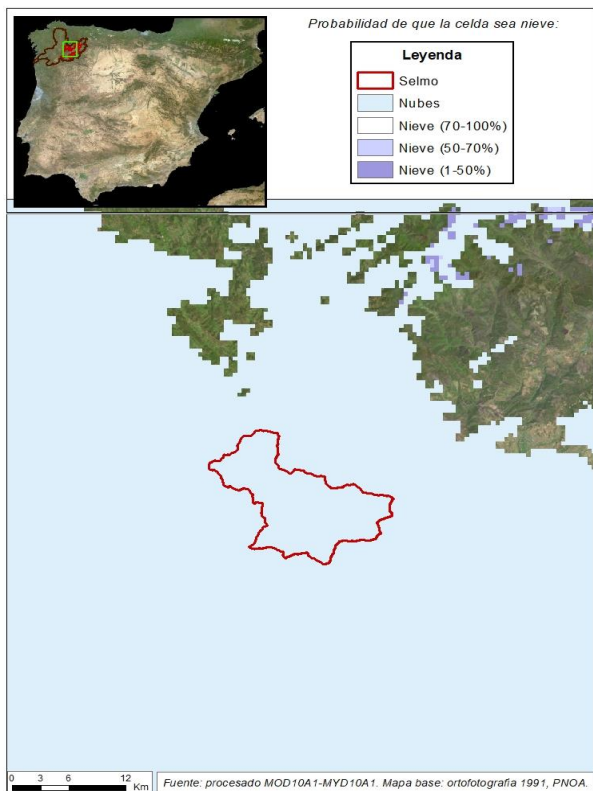 Probabilidad de que la celda sea nieve:
Leyenda
Selmo
Nubes
Nieve (70-100%)
Nieve (50-70%)
Nieve (1-50%)
0 3 6 12
Km
Fuente: procesado MOD10A1-MYD10A1. Mapa base: ortofotografia 1991, PNOA.